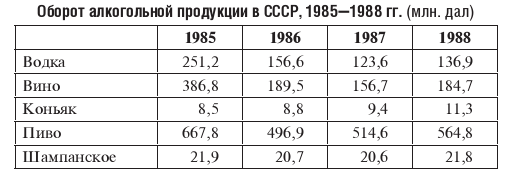 Оборот алкогольной продукции в СССР, 1985—1988 гг. (млн. дал)
1985 1986 1987 1988
Водка 251,2 156,6 123,6 136,9
Вино 386,8 189,5 156,7 184,7
Коньяк 8,5 8,8 9,4 11,3
Пиво 667,8 496,9 514,6 564,8
Шампанское 21,9 20,7 20,6 21,8